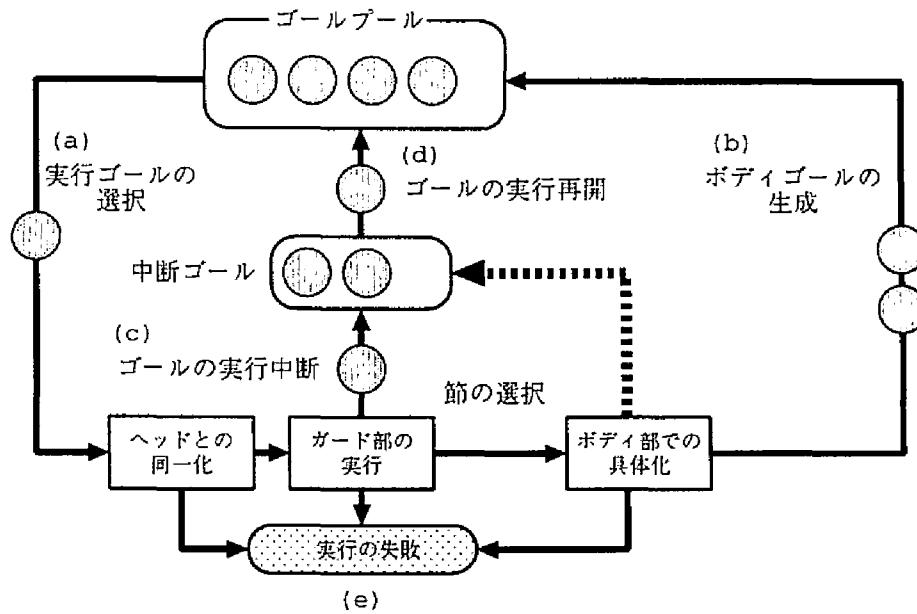 ゴールプール
(a)
実行ゴールの
選択
(d)
ゴールの実行再開
(b)
ボディゴールの
生成
中断ゴール
(c)
ゴールの実行中断
節の選択
ヘッドとの
同一化
ガード部の
実行
ボディ部での
具体化
実行の失敗
(e)